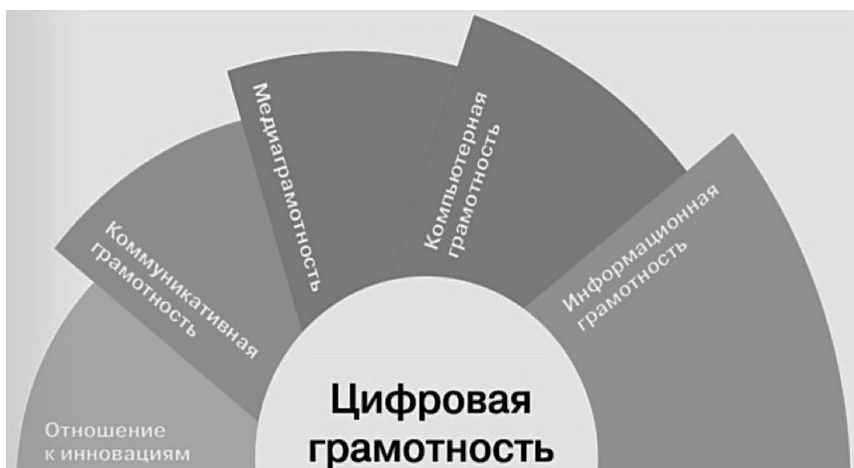 Отношение
к инновациям
Коммуникативная
грамотность
Медиаграмотность
Компьютерная
грамотность
Информационная
грамотность
Цифровая
грамотность